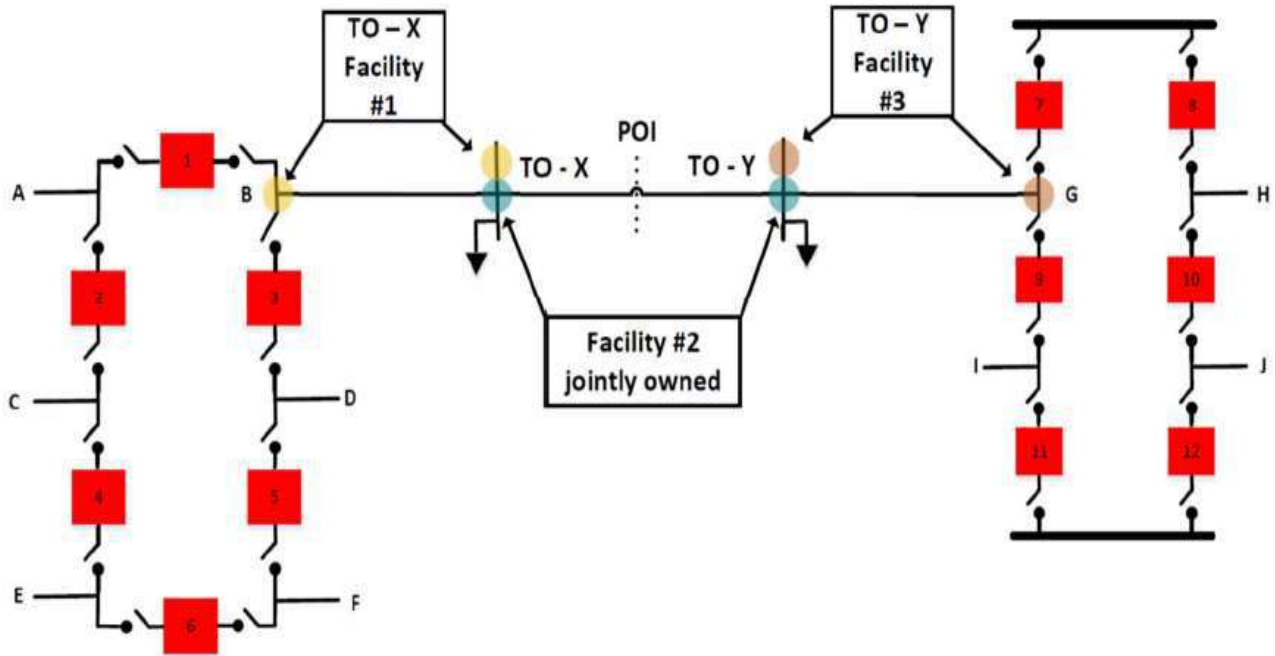 TO – X
Facility
#1
TO – Y
Facility
#3
POI
TO - X
TO - Y
Facility #2
jointly owned
1
A
B
2
3
C
D
4
5
E
F
6
7
8
G
H
9
10
I
J
11
12